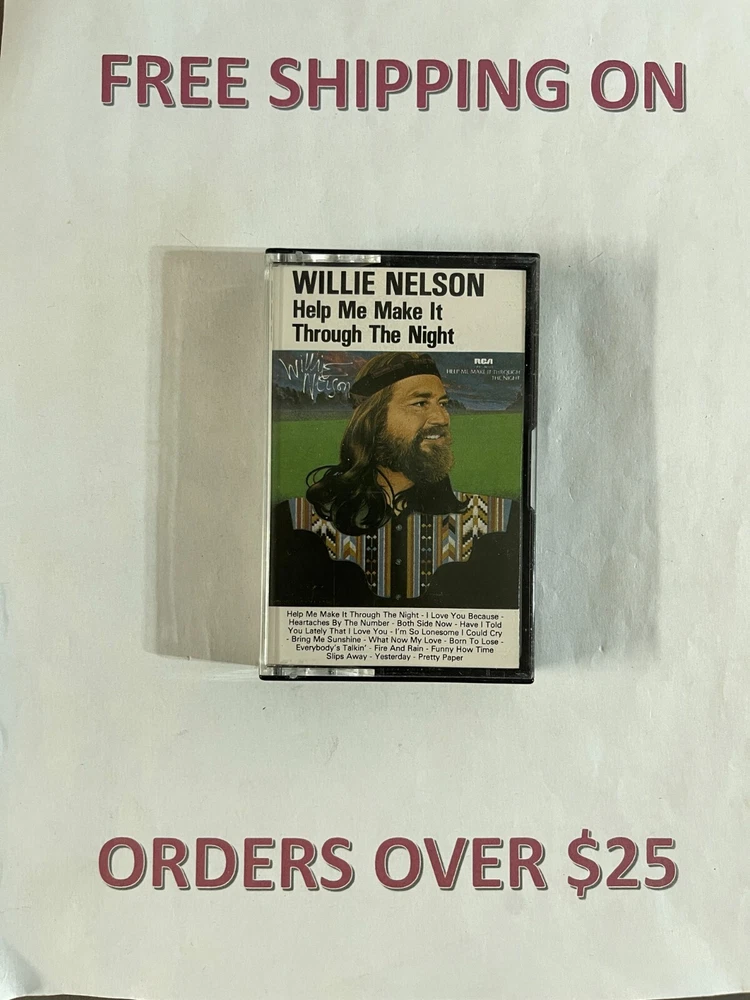 FREE SHIPPING ON
WILLIE NELSON
Help Me Make It
Through The Night
Willie
Nelson
RCA
HELP ME MAKE IT THROUGH
THE NIGHT
Help Me Make It Through The Night - I Love You Because -
Heartaches By The Number - Both Side Now - Have I Told
You Lately That I Love You - I'm So Lonesome I Could Cry
- Bring Me Sunshine - What Now My Love - Born To Lose -
Everybody's Talkin' - Fire And Rain - Funny How Time
Slips Away - Yesterday - Pretty Paper
ORDERS OVER $25